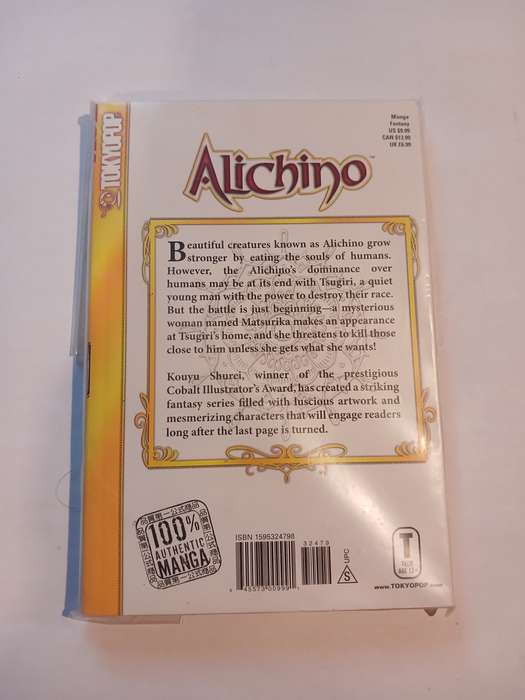 TOKYOPOP
Manga
Fantasy
US $9.99
CAN $13.99
UK £6.99
Alichino™
Beautiful creatures known as Alichino grow
stronger by eating the souls of humans.
However, the Alichino's dominance over
humans may be at its end with Tsugiri, a quiet
young man with the power to destroy their race.
But the battle is just beginning—a mysterious
woman named Matsurika makes an appearance
at Tsugiri's home, and she threatens to kill those
close to him unless she gets what she wants!
Kouyu Shurei, winner of the prestigious
Cobalt Illustrator's Award, has created a striking
fantasy series filled with luscious artwork and
mesmerizing characters that will engage readers
long after the last page is turned.
100%
AUTHENTIC
MANGA
ISBN 1595324798
32479
45573 00999
UPC
S
T
TEEN
AGE 13+
www.TOKYOPOP.com